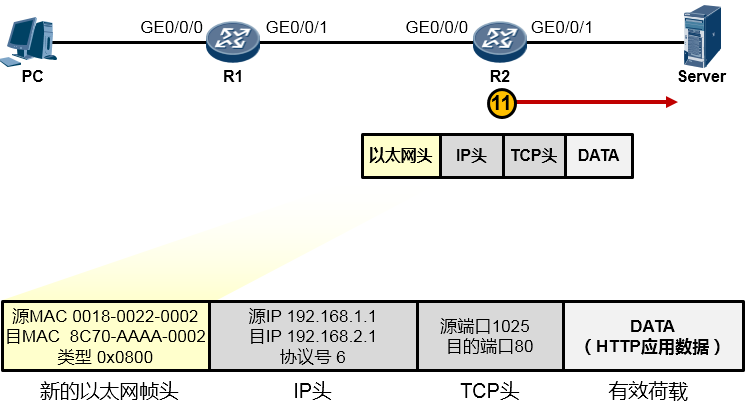 GE0/0/0 GE0/0/1 GE0/0/0 GE0/0/1
PC R1 R2 Server
11
以太网头 IP头 TCP头 DATA
源MAC 0018-0022-0002
目MAC 8C70-AAAA-0002
类型 0x0800
源IP 192.168.1.1
目IP 192.168.2.1
协议号 6
源端口1025
目的端口80
DATA
（HTTP应用数据）
新的以太网帧头 IP头 TCP头 有效荷载